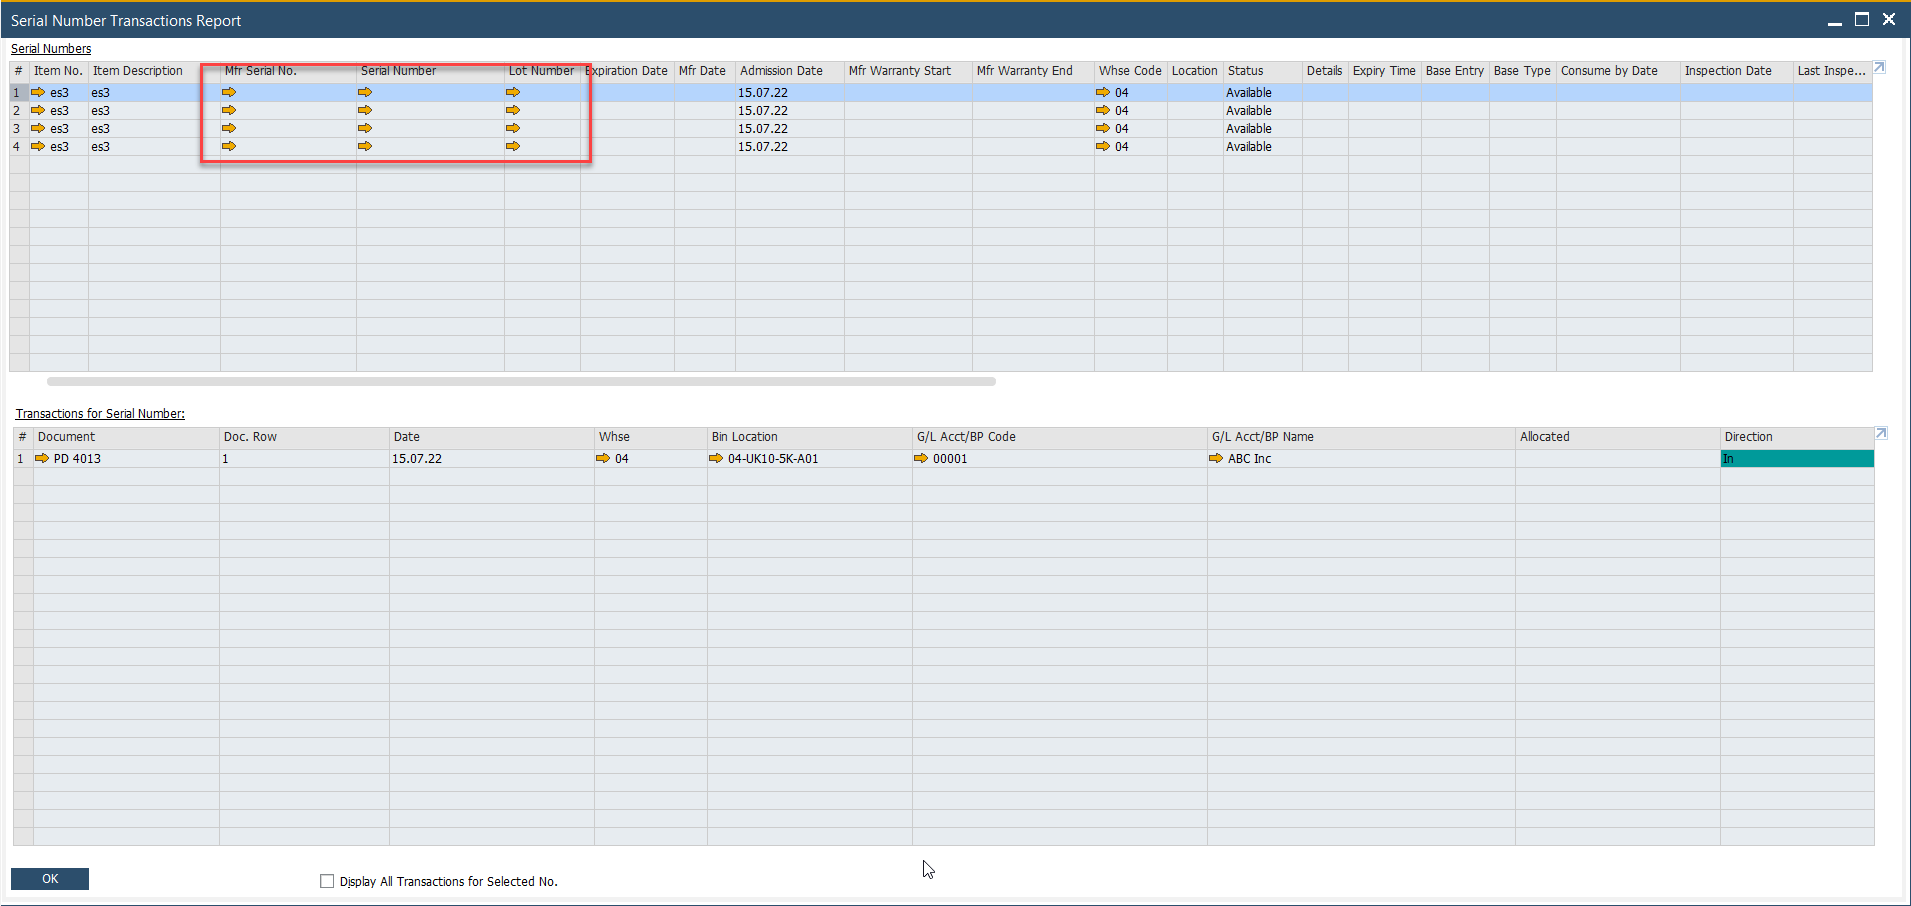 Serial Number Transactions Report
Serial Numbers
# Item No. Item Description Mfr Serial No. Serial Number Lot Number Expiration Date Mfr Date Admission Date Mfr Warranty Start Mfr Warranty End Whse Code Location Status Details Expiry Time Base Entry Base Type Consume by Date Inspection Date Last Inspe...
1 es3 es3 15.07.22 04 Available
2 es3 es3 15.07.22 04 Available
3 es3 es3 15.07.22 04 Available
4 es3 es3 15.07.22 04 Available
Transactions for Serial Number:
# Document Doc. Row Date Whse Bin Location G/L Acct/BP Code G/L Acct/BP Name Allocated Direction
1 PD 4013 1 15.07.22 04 04-UK10-5K-A01 00001 ABC Inc In
OK
Display All Transactions for Selected No.